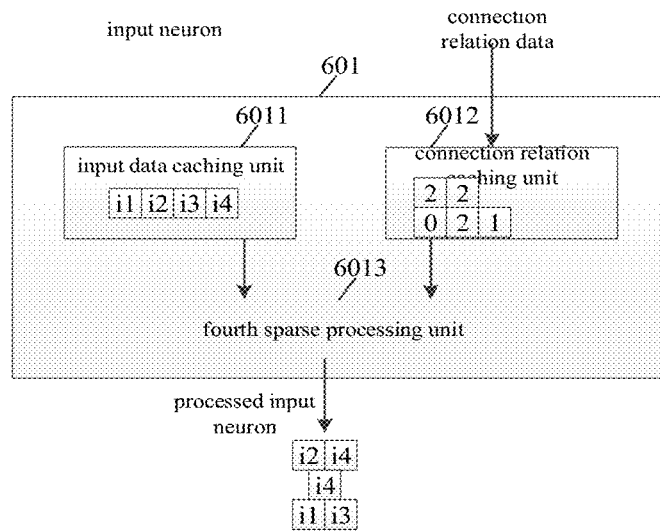 input neuron
connection
relation data
601
6011
6012
input data caching unit
i1 i2 i3 i4
connection relation
caching unit
2 2
0 2 1
6013
fourth sparse processing unit
processed input
neuron
i2 i4
i4
i1 i3